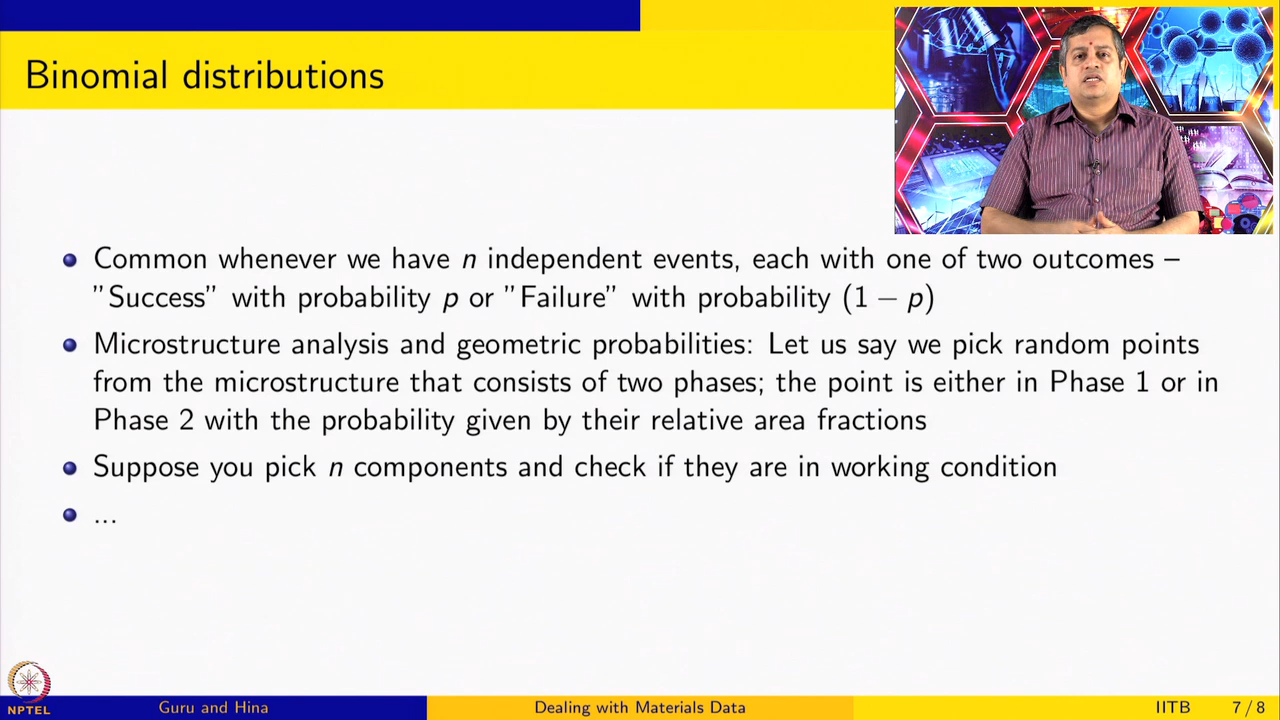 Binomial distributions
Common whenever we have n independent events, each with one of two outcomes –
”Success” with probability p or ”Failure” with probability (1 − p)
Microstructure analysis and geometric probabilities: Let us say we pick random points
from the microstructure that consists of two phases; the point is either in Phase 1 or in
Phase 2 with the probability given by their relative area fractions
Suppose you pick n components and check if they are in working condition
...
NPTEL
Guru and Hina
Dealing with Materials Data
IITB
7 / 8